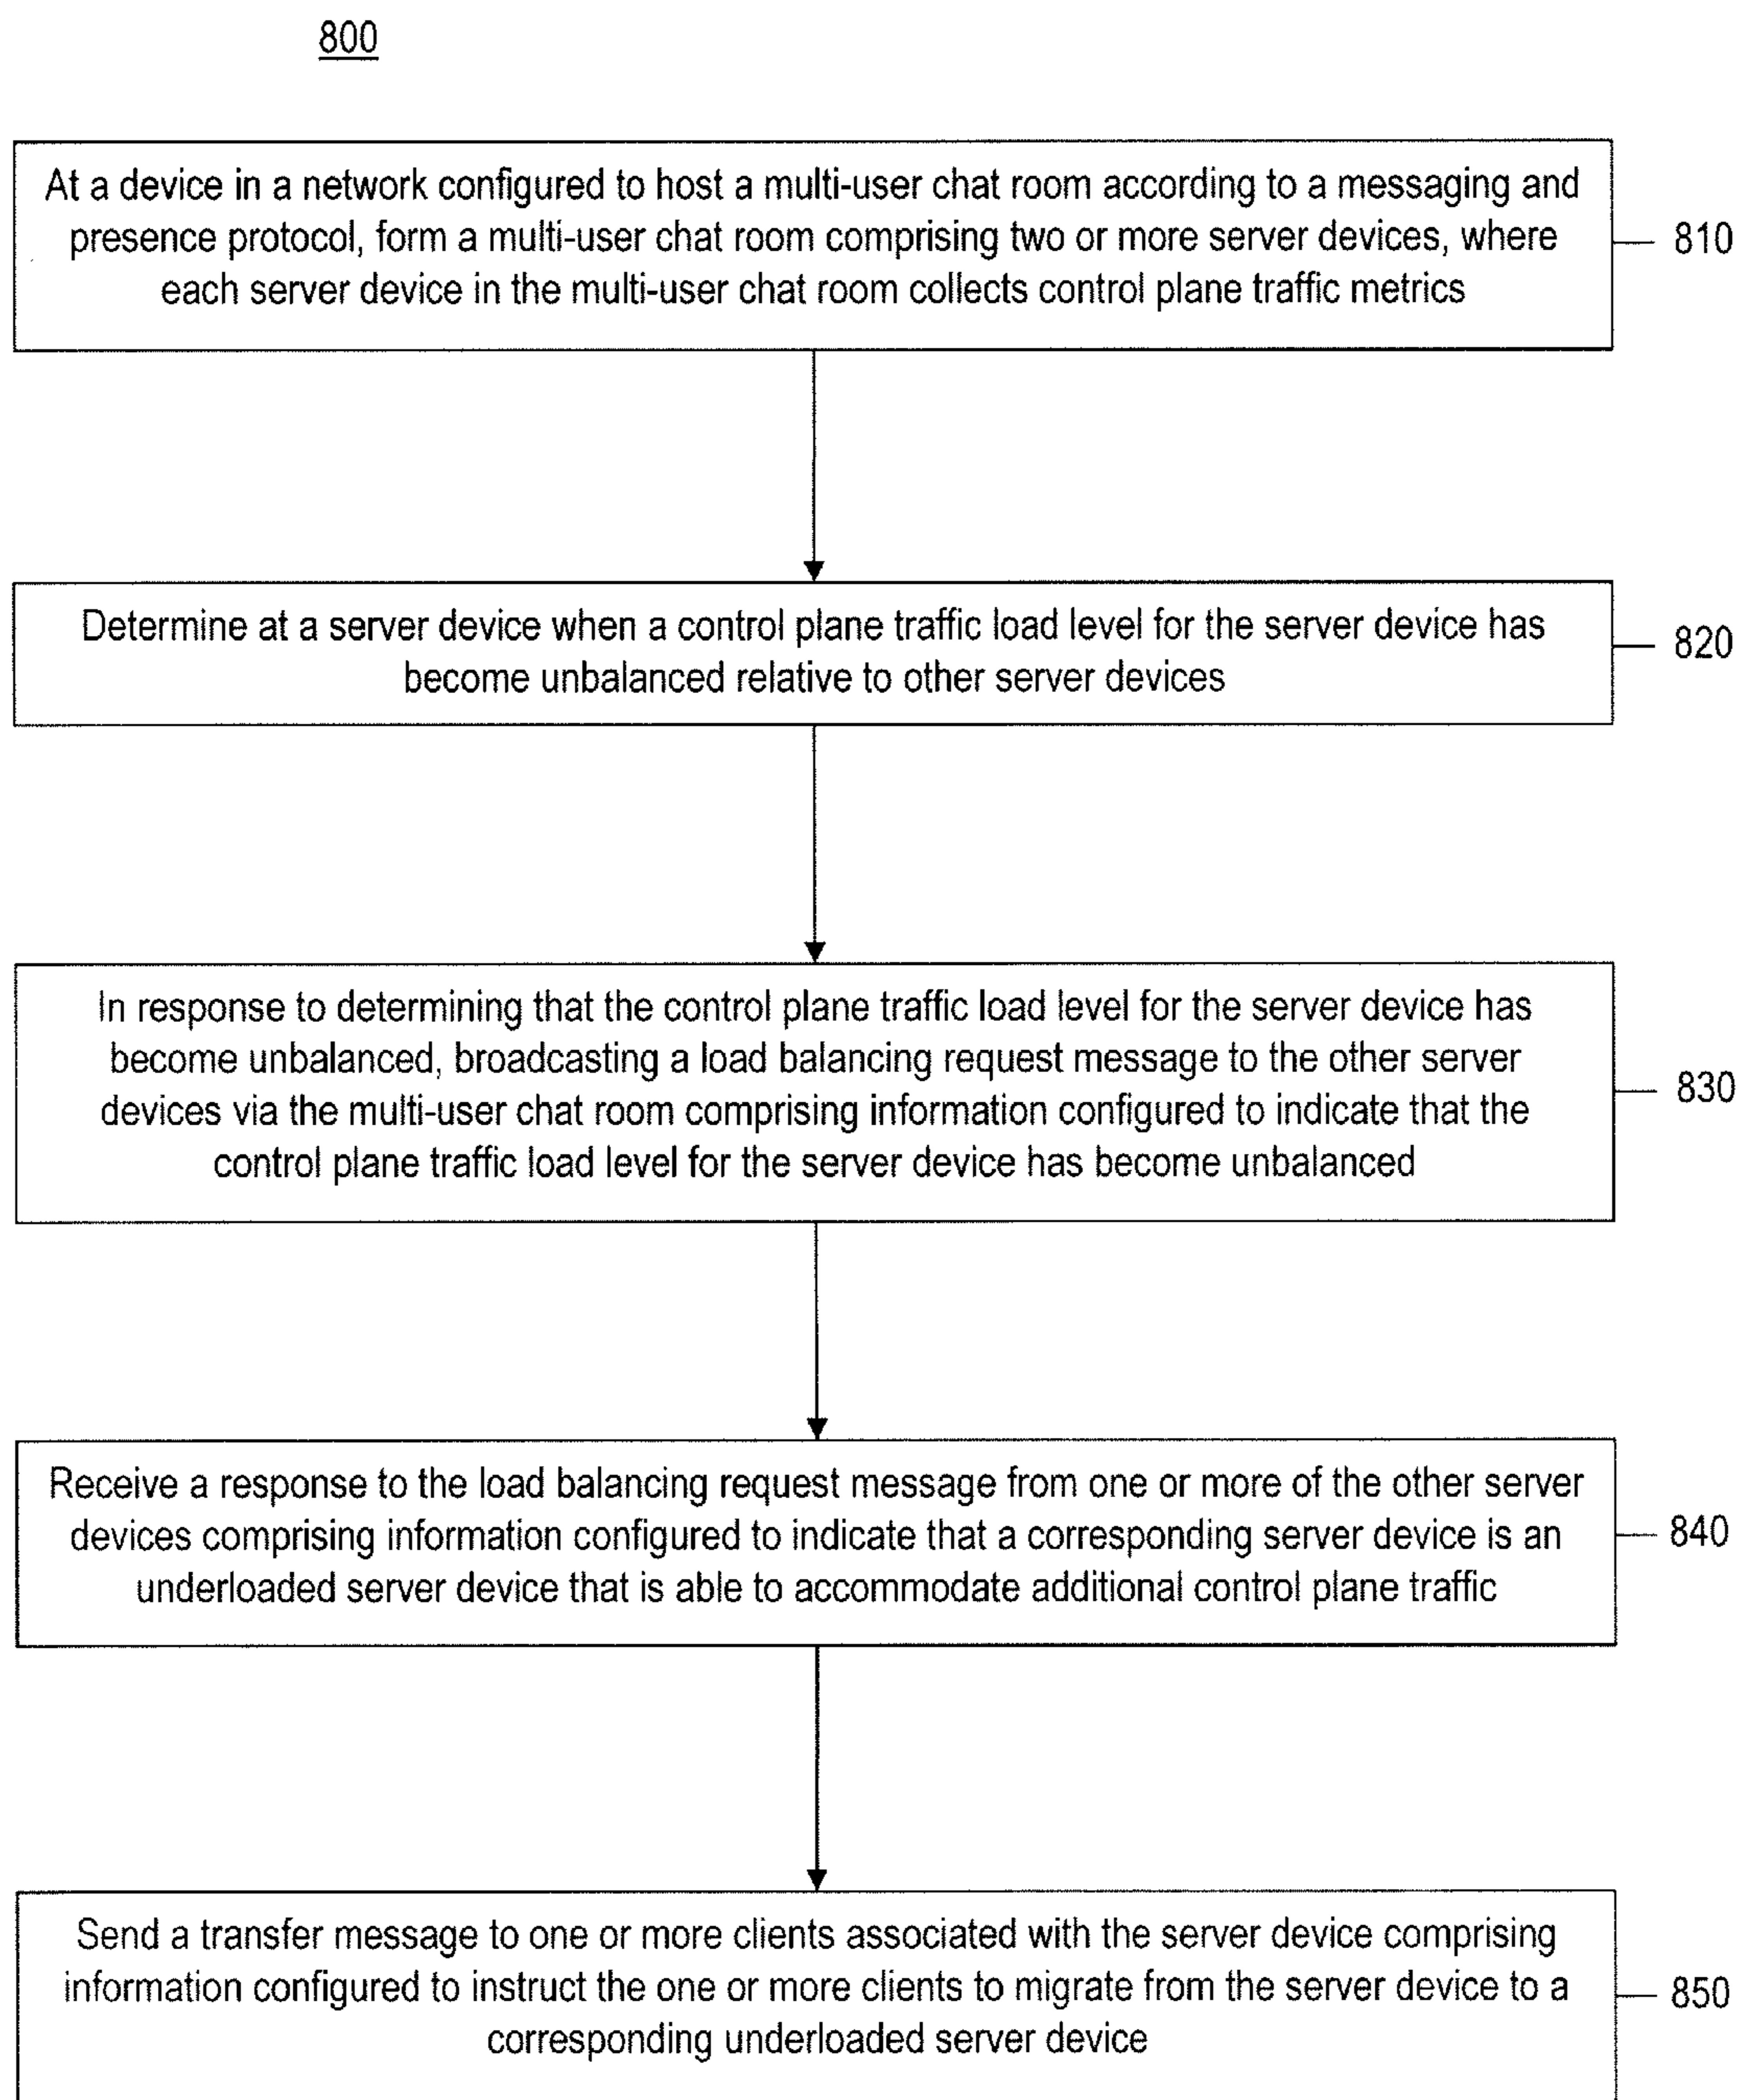 800
At a device in a network configured to host a multi-user chat room according to a messaging and
presence protocol, form a multi-user chat room comprising two or more server devices, where
each server device in the multi-user chat room collects control plane traffic metrics
810
Determine at a server device when a control plane traffic load level for the server device has
become unbalanced relative to other server devices
820
In response to determining that the control plane traffic load level for the server device has
become unbalanced, broadcasting a load balancing request message to the other server
devices via the multi-user chat room comprising information configured to indicate that the
control plane traffic load level for the server device has become unbalanced
830
Receive a response to the load balancing request message from one or more of the other server
devices comprising information configured to indicate that a corresponding server device is an
underloaded server device that is able to accommodate additional control plane traffic
840
Send a transfer message to one or more clients associated with the server device comprising
information configured to instruct the one or more clients to migrate from the server device to a
corresponding underloaded server device
850